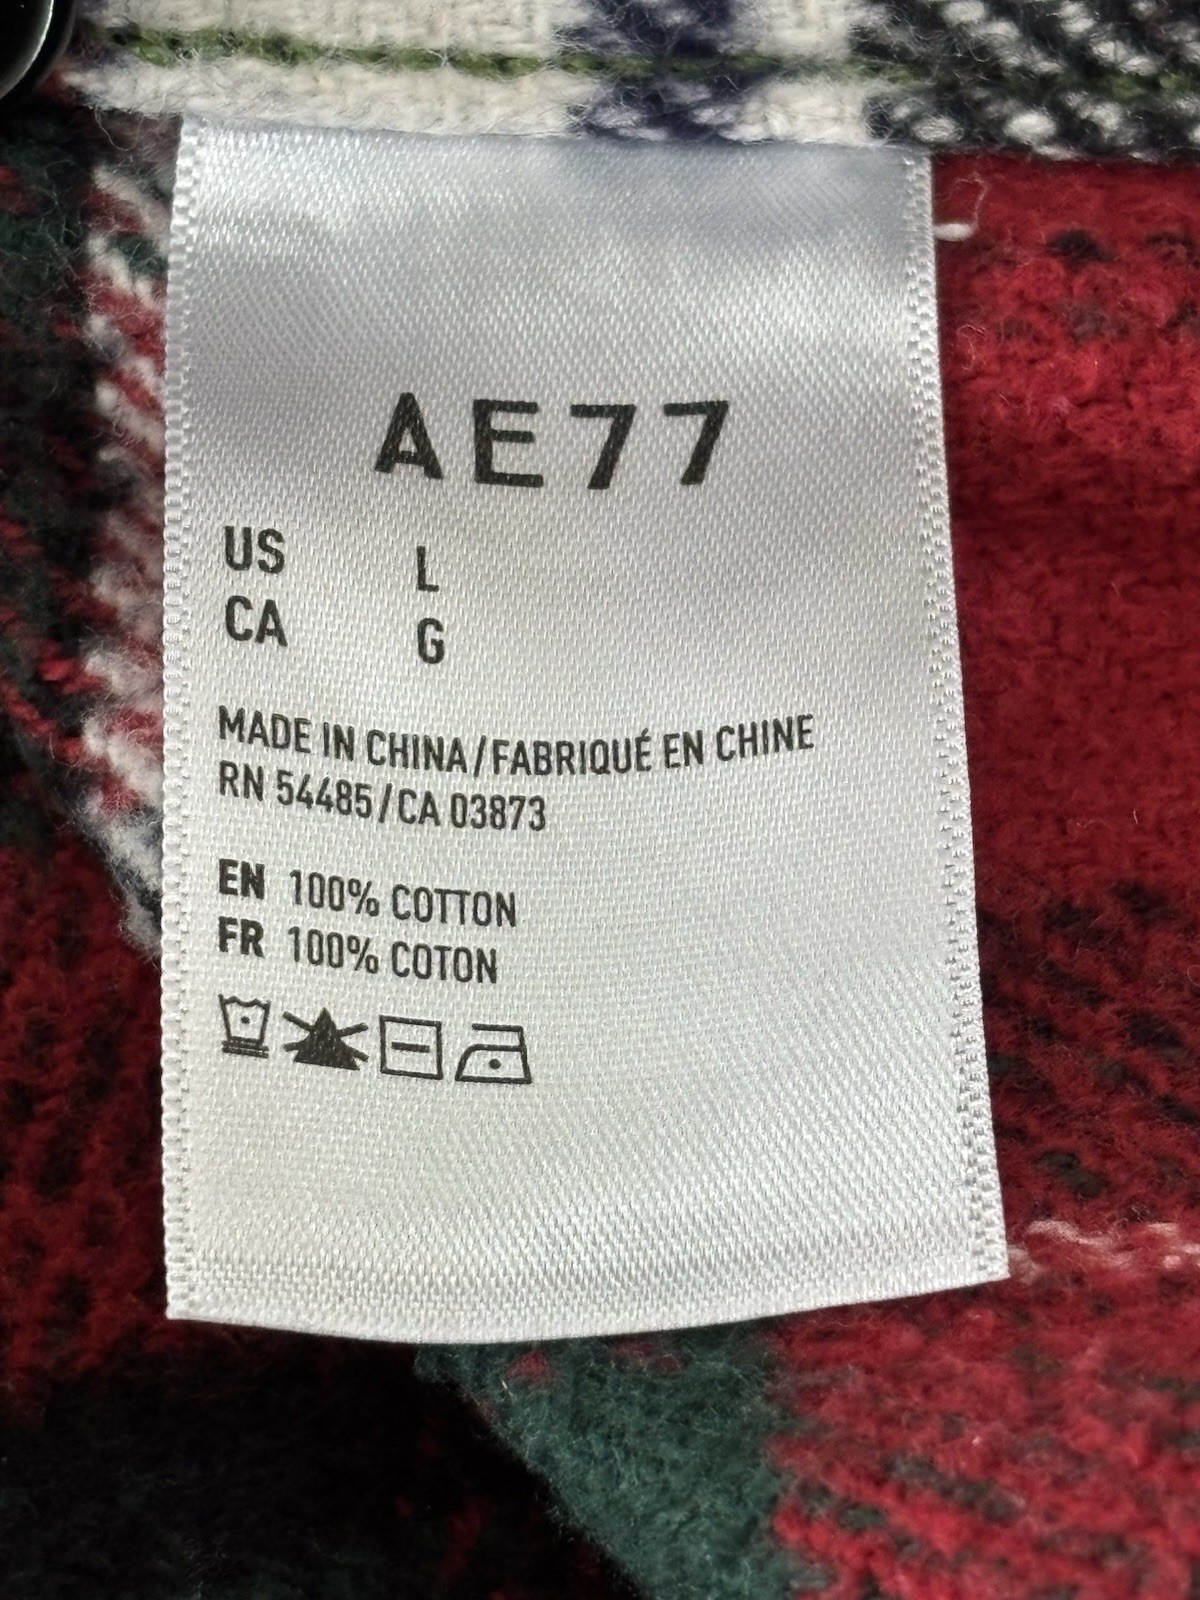 AE77
US L
CA G
MADE IN CHINA/FABRIQUÉ EN CHINE
RN 54485/CA 03873
EN 100% COTTON
FR 100% COTON